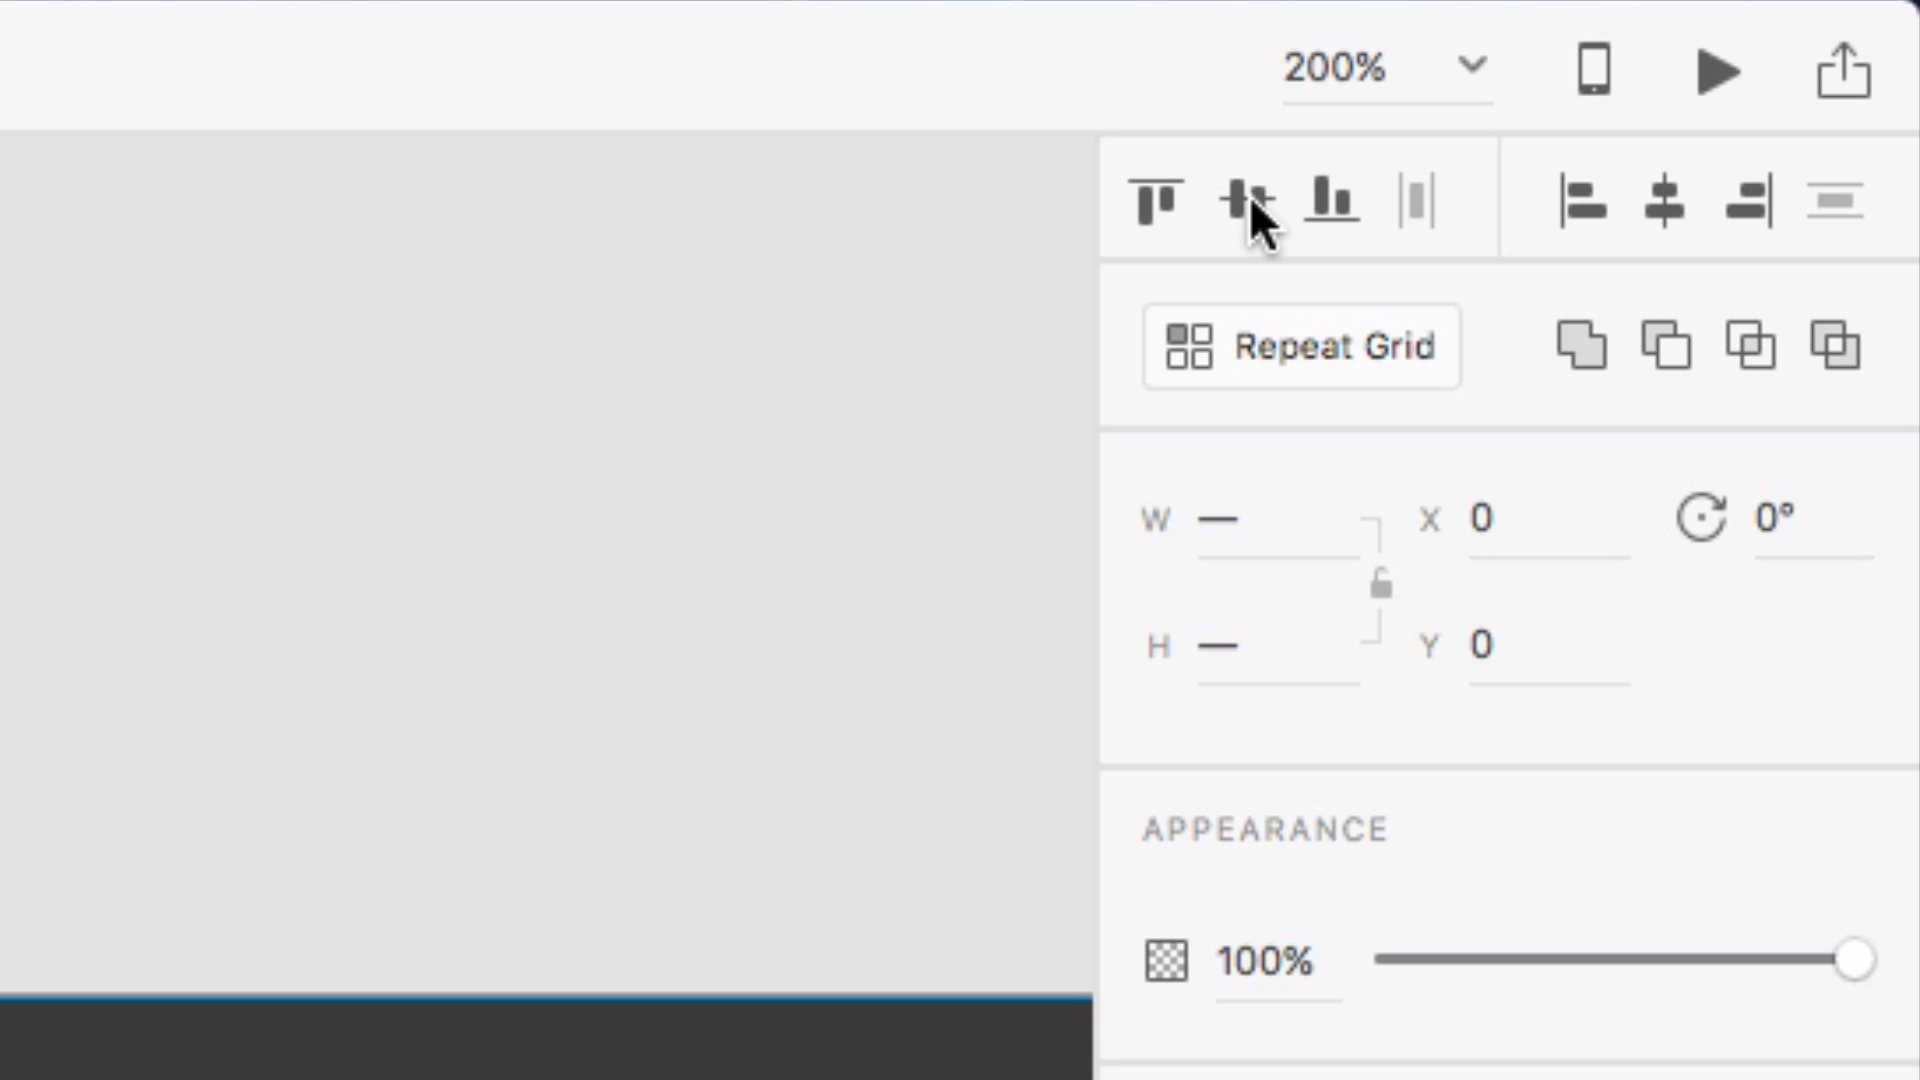 200%
Repeat Grid
W — X 0 0°
H — Y 0
APPEARANCE
100%